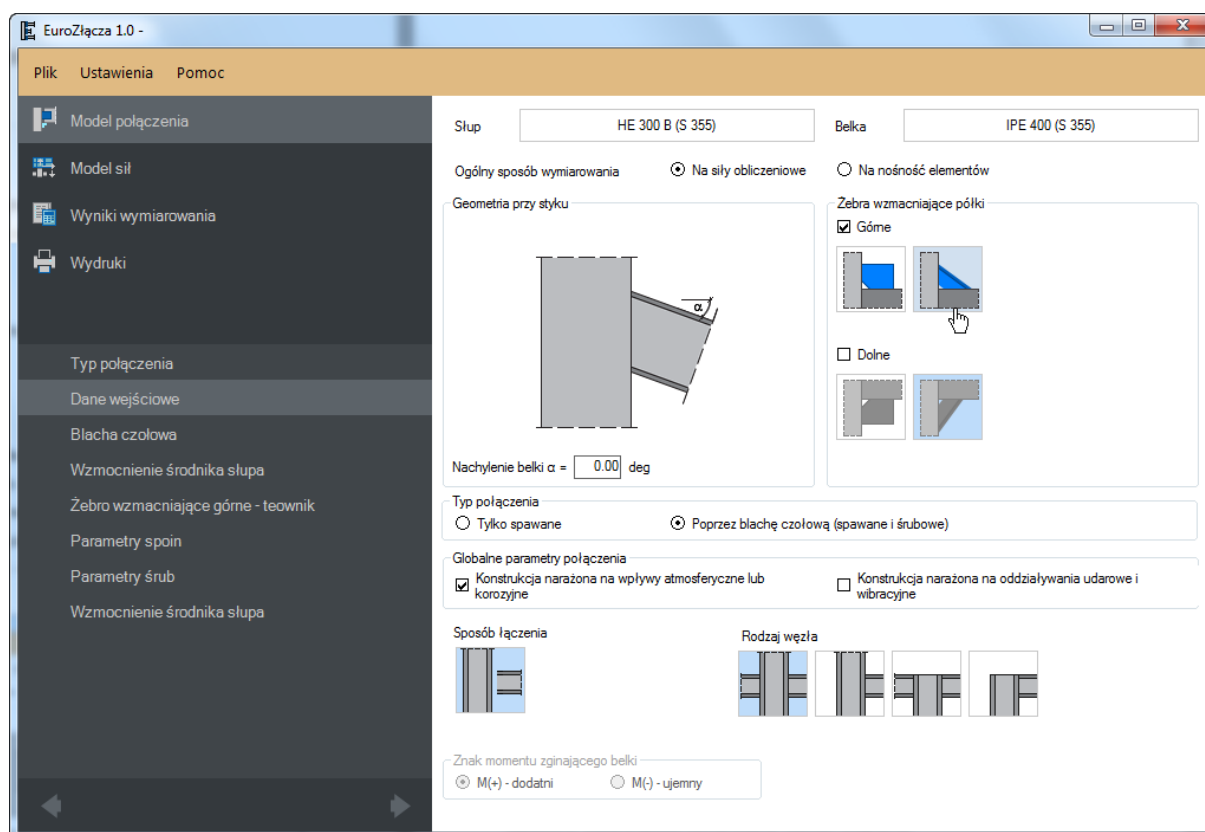 EuroZłącza 1.0 -
Plik Ustawienia Pomoc
Model połączenia
Model sił
Wyniki wymiarowania
Wydruki
Typ połączenia
Dane wejściowe
Blacha czołowa
Wzmocnienie środnika słupa
Żebro wzmacniające górne - teownik
Parametry spoin
Parametry śrub
Wzmocnienie środnika słupa
Słup HE 300 B (S 355) Belka IPE 400 (S 355)
Ogólny sposób wymiarowania Na siły obliczeniowe Na nośność elementów
Geometria przy styku
α
Nachylenie belki α = 0.00 deg
Żebra wzmacniające półki
Górne
Dolne
Typ połączenia
Tylko spawane Poprzez blachę czołową (spawane i śrubowe)
Globalne parametry połączenia
Konstrukcja narażona na wpływy atmosferyczne lub
korozyjne
Konstrukcja narażona na oddziaływania udarowe i
wibracyjne
Sposób łączenia
Rodzaj węzła
Znak momentu zginającego belki
M(+) - dodatni M(-) - ujemny